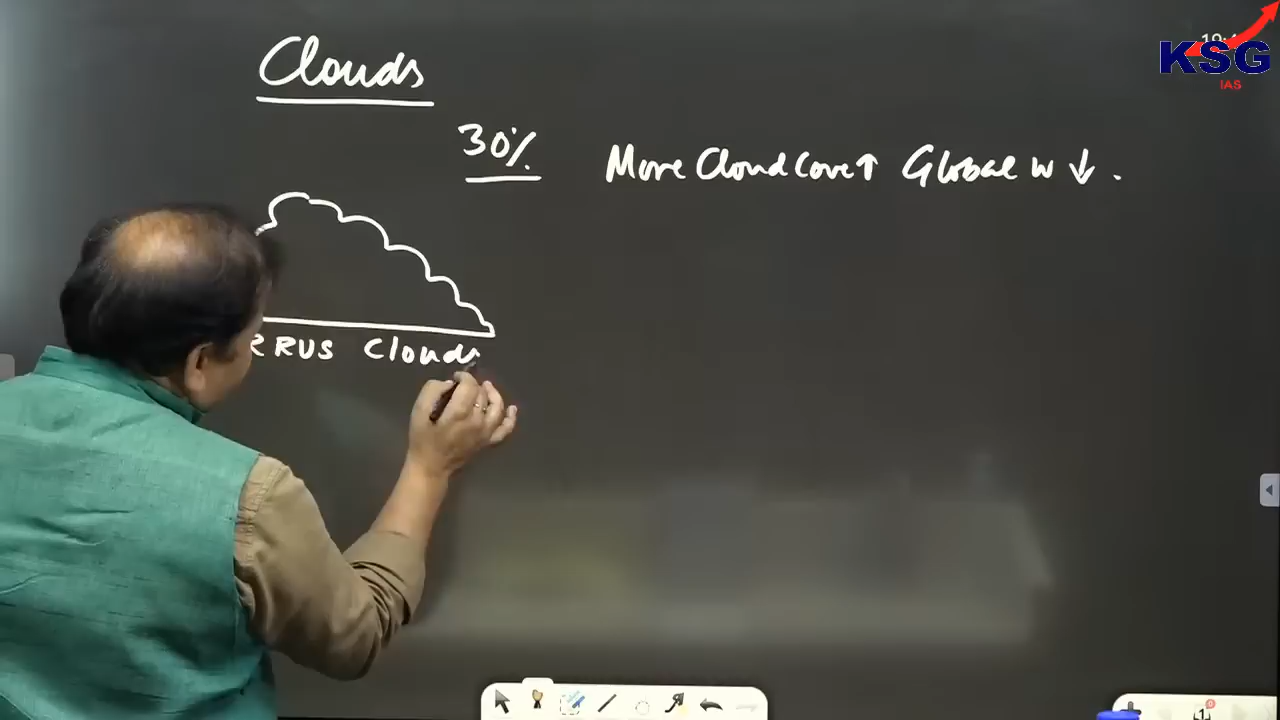 Clouds
KSG
IAS
30% More Cloud Cover↑ Global w ↓.
RRUS Clouds